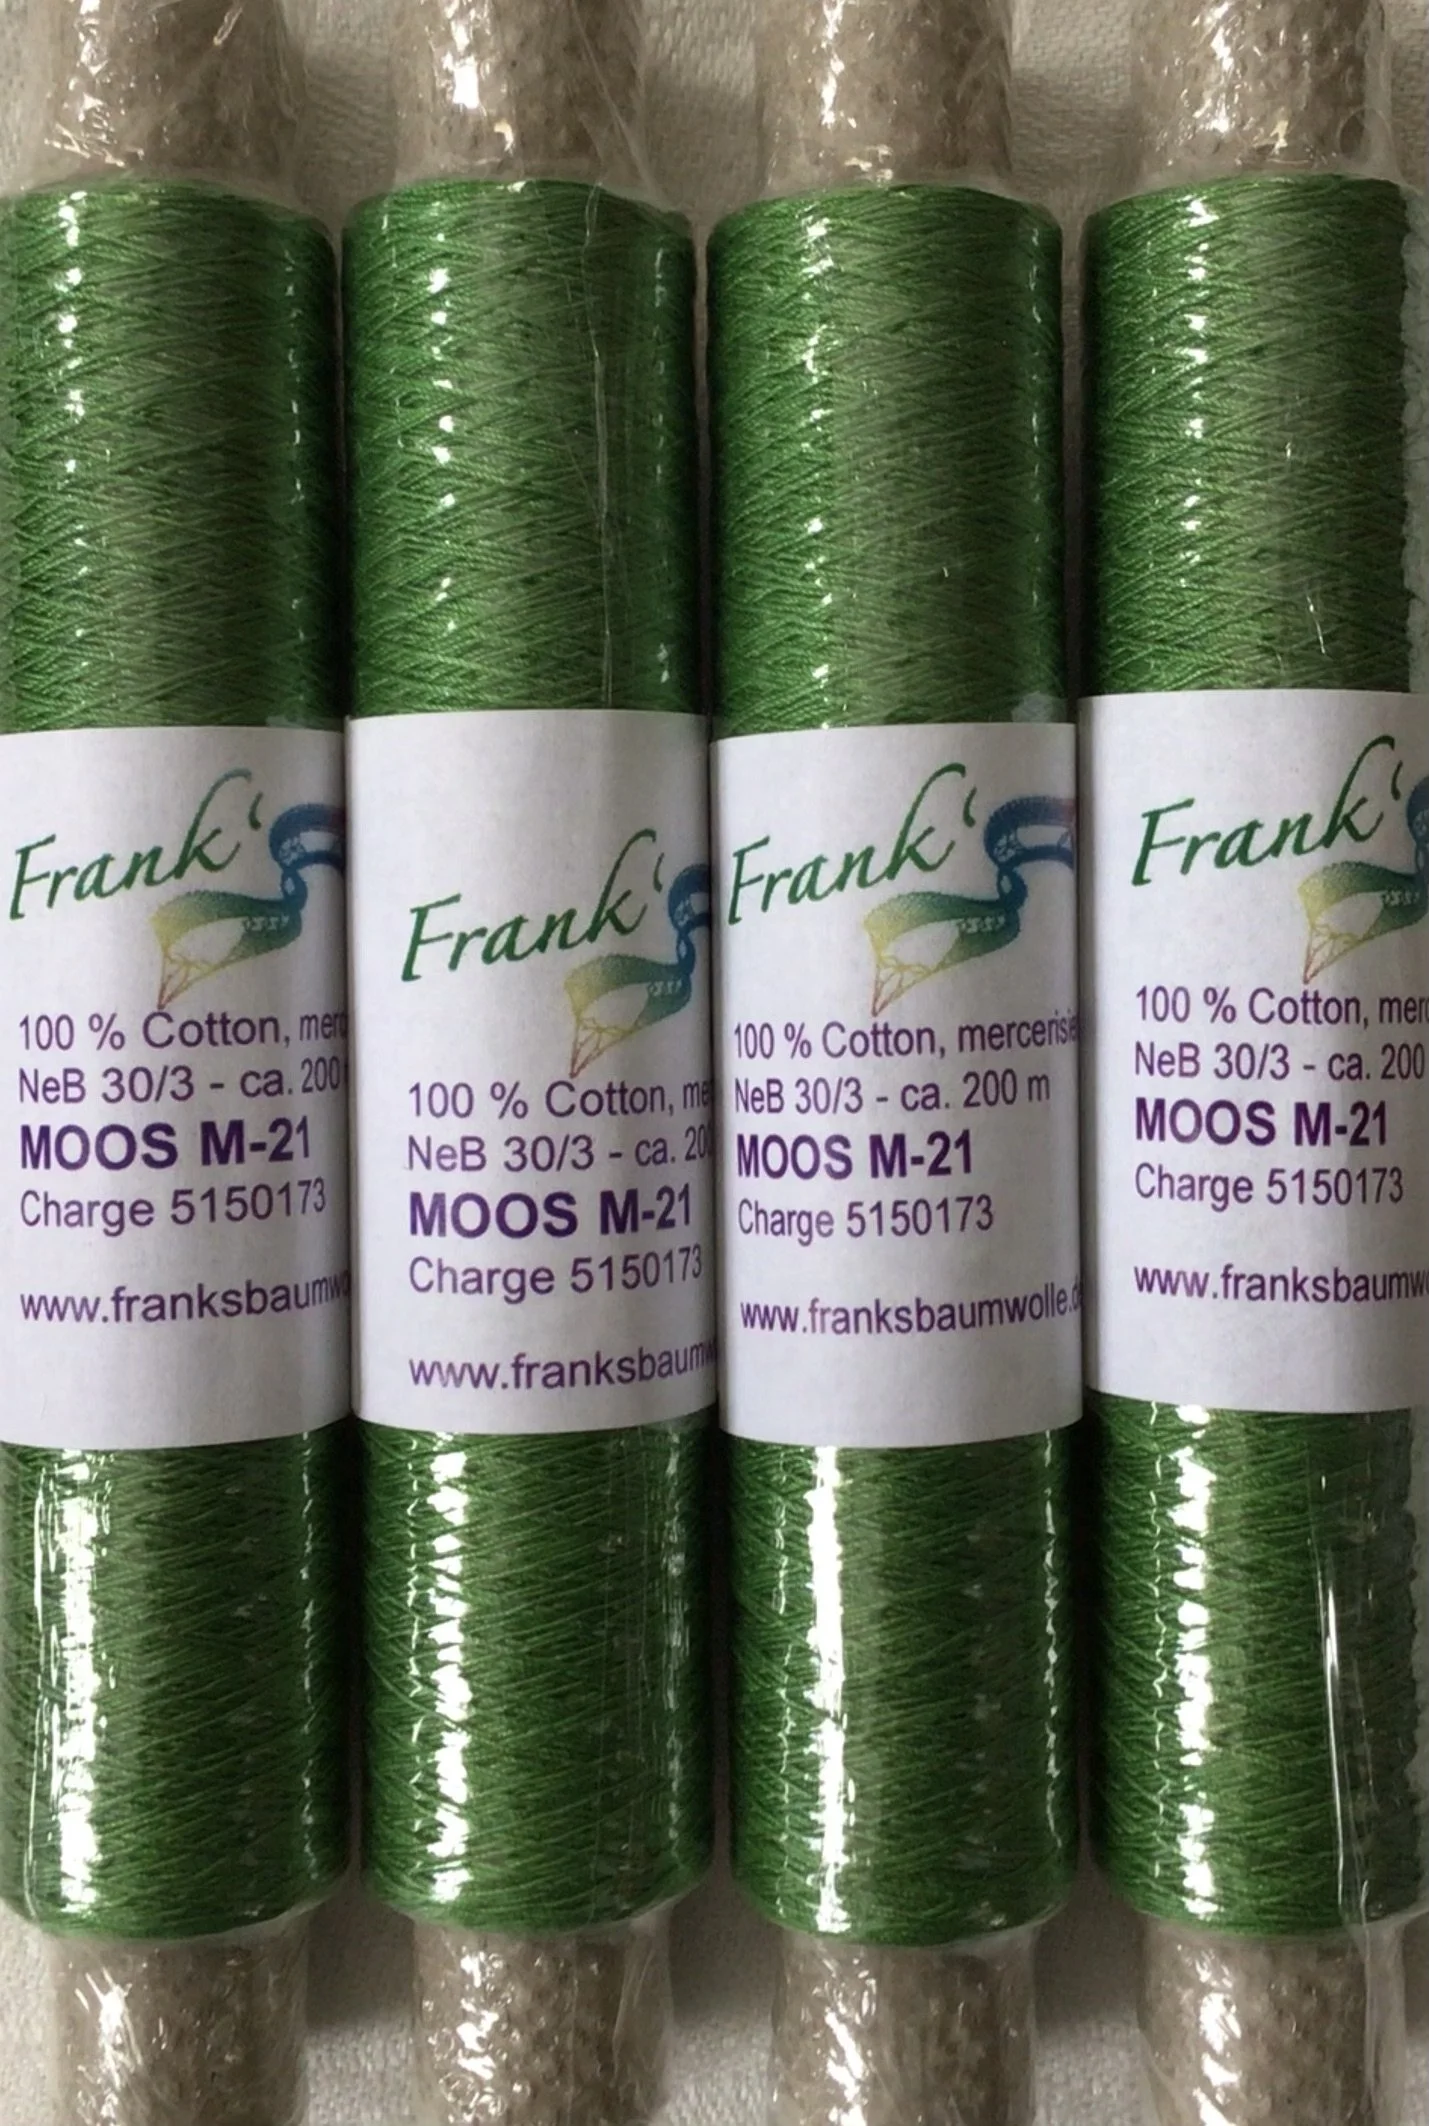 Frank‘
100 % Cotton,
NeB 30/3 - ca. 200
MOOS M-21
Charge 5150173
Frank‘
100 % Cotton,
NeB 30/3 - ca.
MOOS M-21
Charge 5150173
Frank‘
100 % Cotton,
NeB 30/3 - ca. 200 m
MOOS M-21
Charge 5150173
www.franksbaumwolle.d
Frank‘
100 % Cotton,
NeB 30/3 - ca. 200
MOOS M-21
Charge 5150173